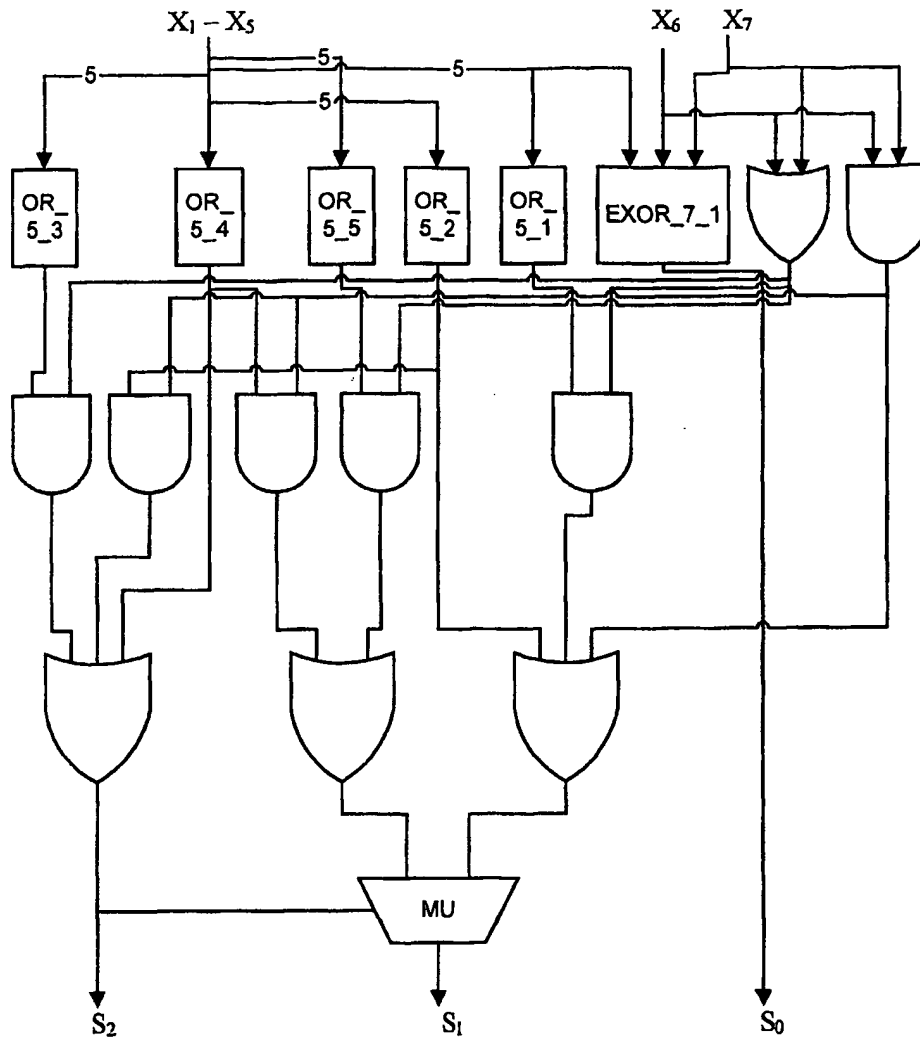 X₁ – X₅
X₆
X₇
5
5
5
5
OR_
5_3
OR_
5_4
OR_
5_5
OR_
5_2
OR_
5_1
EXOR_7_1
MU
S₂
S₁
S₀